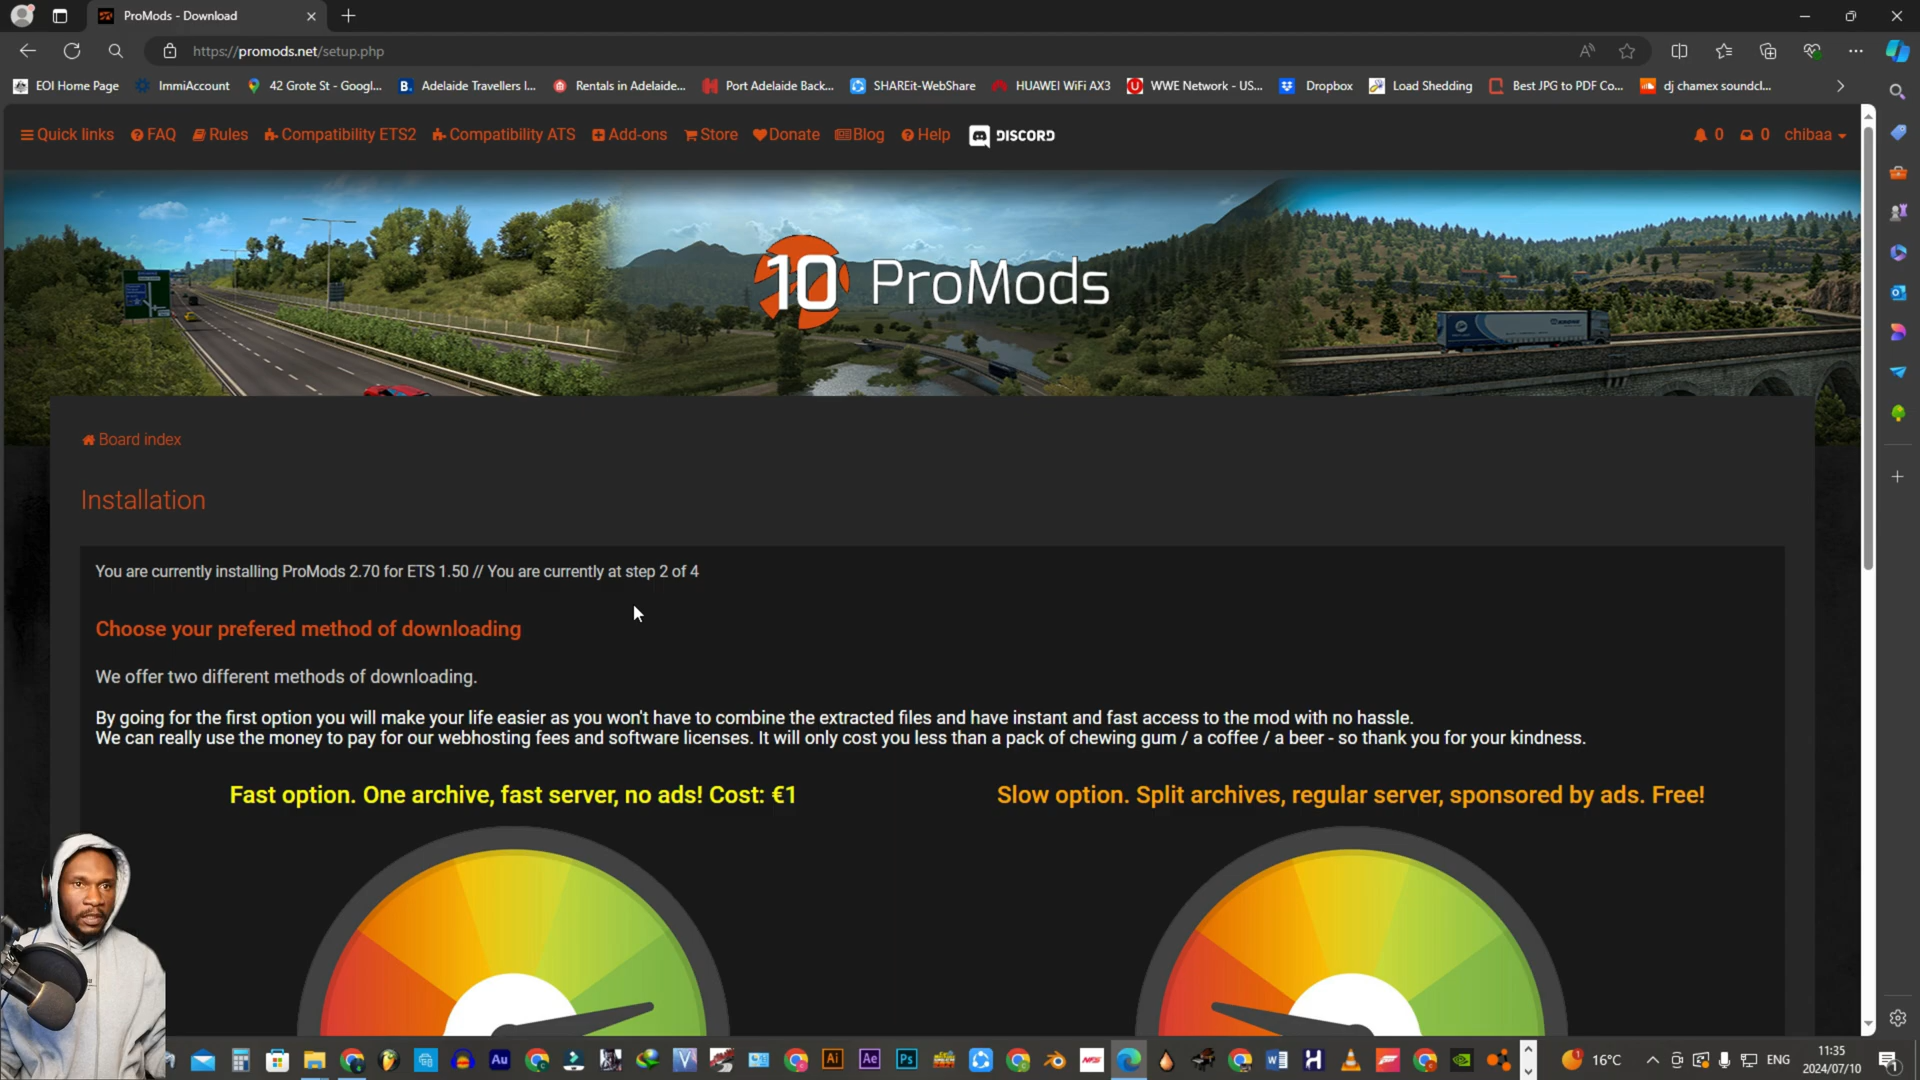 ProMods - Download
https://promods.net/setup.php
EOI Home Page ImmiAccount 42 Grote St - Googl... Adelaide Travellers I... Rentals in Adelaide... Port Adelaide Back... SHAREit-WebShare HUAWEI WiFi AX3 WWE Network - US... Dropbox Load Shedding Best JPG to PDF Co... dj chamex soundcl...
Quick links FAQ Rules Compatibility ETS2 Compatibility ATS Add-ons Store Donate Blog Help DISCORD 0 0 chibaa
10 ProMods
Board index
Installation
You are currently installing ProMods 2.70 for ETS 1.50 // You are currently at step 2 of 4
Choose your prefered method of downloading
We offer two different methods of downloading.
By going for the first option you will make your life easier as you won't have to combine the extracted files and have instant and fast access to the mod with no hassle.
We can really use the money to pay for our webhosting fees and software licenses. It will only cost you less than a pack of chewing gum / a coffee / a beer - so thank you for your kindness.
Fast option. One archive, fast server, no ads! Cost: €1
Slow option. Split archives, regular server, sponsored by ads. Free!
Au Ai Ae Ps 16°C ENG
11:35
2024/07/10